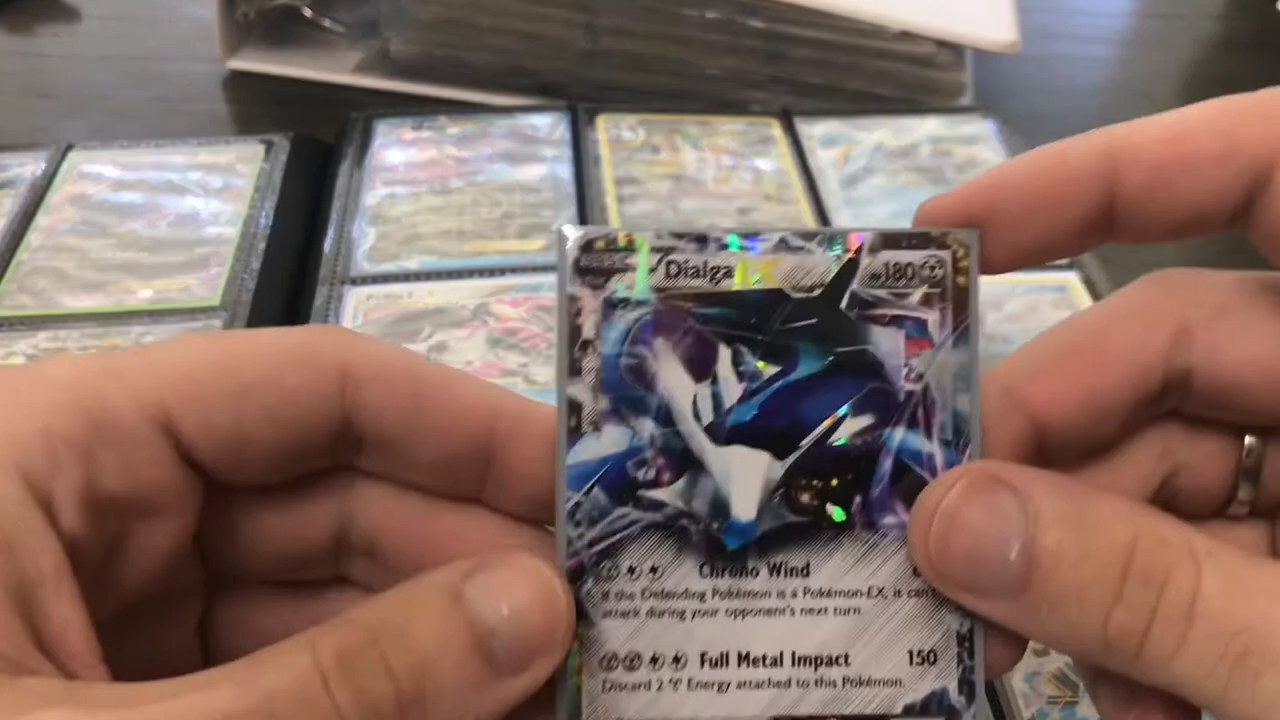 Dialga EX 180
Chrono Wind
If the Defending Pokémon is a Pokémon-EX, it can't
attack during your opponent's next turn.
Full Metal Impact 150
Discard 2 Energy attached to this Pokémon.